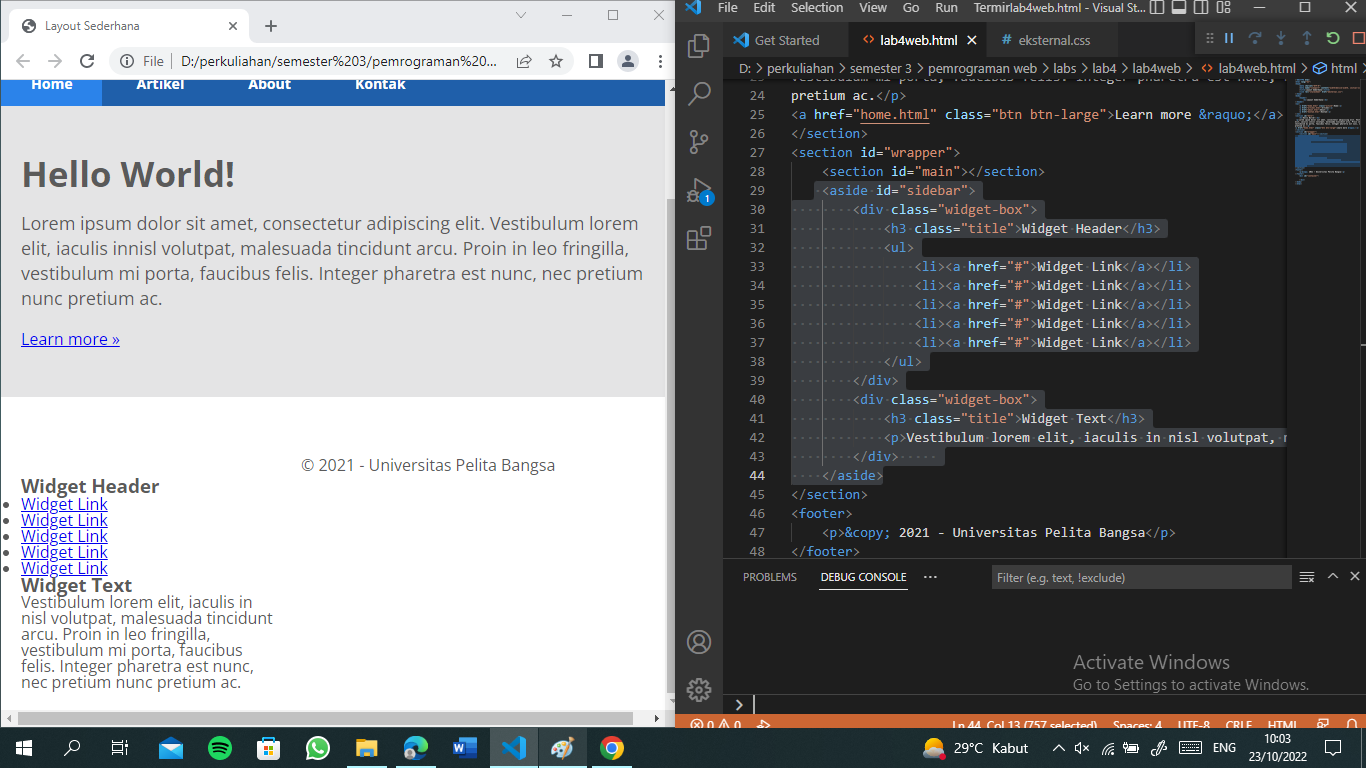 Layout Sederhana
File
D:/perkuliahan/semester%203/pemrograman%20...
Home Artikel About Kontak
Hello World!
Lorem ipsum dolor sit amet, consectetur adipiscing elit. Vestibulum lorem
elit, iaculis innisl volutpat, malesuada tincidunt arcu. Proin in leo fringilla,
vestibulum mi porta, faucibus felis. Integer pharetra est nunc, nec pretium
nunc pretium ac.
Learn more »
© 2021 - Universitas Pelita Bangsa
Widget Header
Widget Link
Widget Link
Widget Link
Widget Link
Widget Link
Widget Text
Vestibulum lorem elit, iaculis in
nisl volutpat, malesuada tincidunt
arcu. Proin in leo fringilla,
vestibulum mi porta, faucibus
felis. Integer pharetra est nunc,
nec pretium nunc pretium ac.
File Edit Selection View Go Run Termir lab4web.html - Visual St...
Get Started lab4web.html # eksternal.css
D: > perkuliahan > semester 3 > pemrograman web > labs > lab4 > lab4web > lab4web.html > html
24 pretium ac.</p>
25 <a href="home.html" class="btn btn-large">Learn more &raquo;</a>
26 </section>
27 <section id="wrapper">
28 <section id="main"></section>
29 <aside id="sidebar">
30 <div class="widget-box">
31 <h3 class="title">Widget Header</h3>
32 <ul>
33 <li><a href="#">Widget Link</a></li>
34 <li><a href="#">Widget Link</a></li>
35 <li><a href="#">Widget Link</a></li>
36 <li><a href="#">Widget Link</a></li>
37 <li><a href="#">Widget Link</a></li>
38 </ul>
39 </div>
40 <div class="widget-box">
41 <h3 class="title">Widget Text</h3>
42 <p>Vestibulum lorem elit, iaculis in nisl volutpat,
43 </div>
44 </aside>
45 </section>
46 <footer>
47 <p>&copy; 2021 - Universitas Pelita Bangsa</p>
48 </footer>
1
PROBLEMS DEBUG CONSOLE ...
Filter (e.g. text, !exclude)
Activate Windows
Go to Settings to activate Windows.
0 0 Ln 44, Col 13 (757 selected) Spaces: 4 UTF-8 CRLF HTML
29°C Kabut
ENG
10:03
23/10/2022